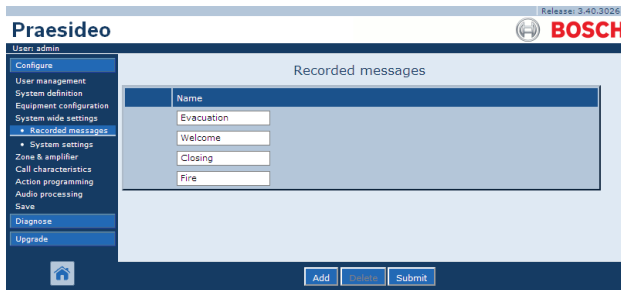 Release: 3.40.3026
Praesideo
BOSCH
User: admin
Configure
User management
System definition
Equipment configuration
System wide settings
• Recorded messages
• System settings
Zone & amplifier
Call characteristics
Action programming
Audio processing
Save
Diagnose
Upgrade
Recorded messages
Name
Evacuation
Welcome
Closing
Fire
Add Delete Submit